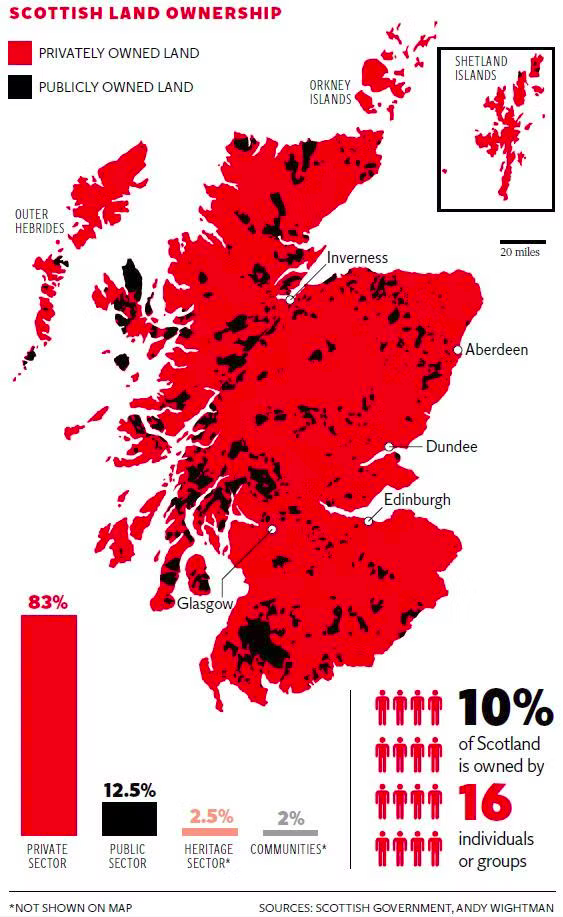 SCOTTISH LAND OWNERSHIP
PRIVATELY OWNED LAND
PUBLICLY OWNED LAND
ORKNEY
ISLANDS
SHETLAND
ISLANDS
OUTER
HEBRIDES
20 miles
Inverness
Aberdeen
Dundee
Edinburgh
Glasgow
83%
12.5%
2.5%
2%
PRIVATE
SECTOR
PUBLIC
SECTOR
HERITAGE
SECTOR*
COMMUNITIES*
10%
of Scotland
is owned by
16
individuals
or groups
*NOT SHOWN ON MAP
SOURCES: SCOTTISH GOVERNMENT, ANDY WIGHTMAN